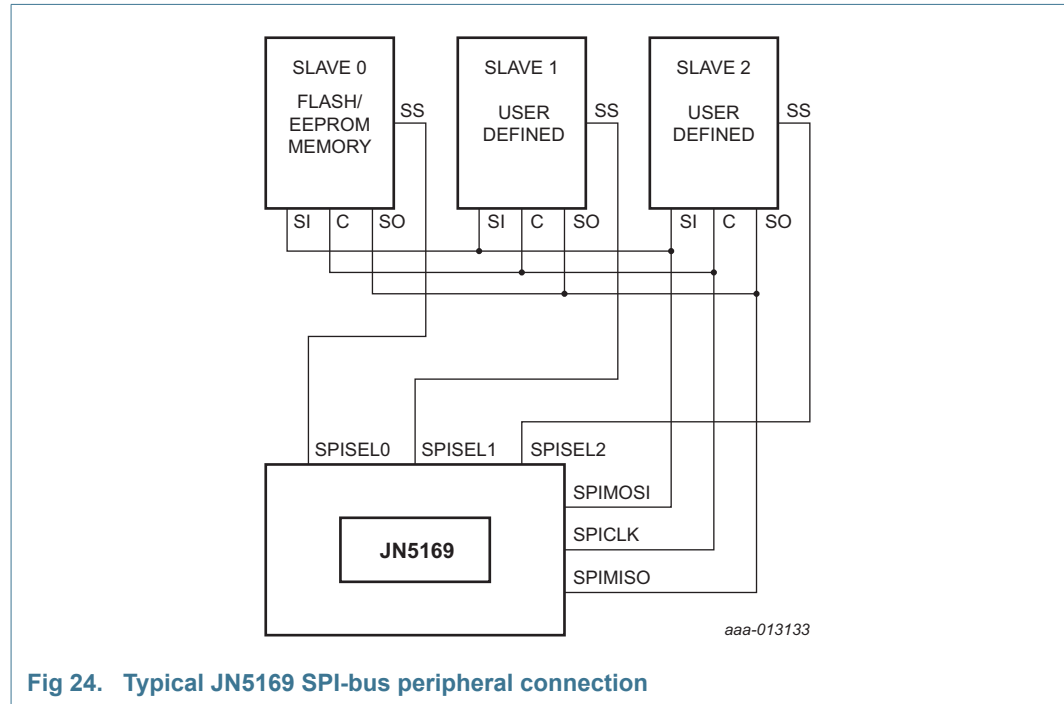 SLAVE 0
FLASH/
EEPROM
MEMORY
SS
SI C SO
SLAVE 1
USER
DEFINED
SS
SI C SO
SLAVE 2
USER
DEFINED
SS
SI C SO
SPISEL0 SPISEL1 SPISEL2
SPIMOSI
SPICLK
SPIMISO
JN5169
aaa-013133
Fig 24. Typical JN5169 SPI-bus peripheral connection